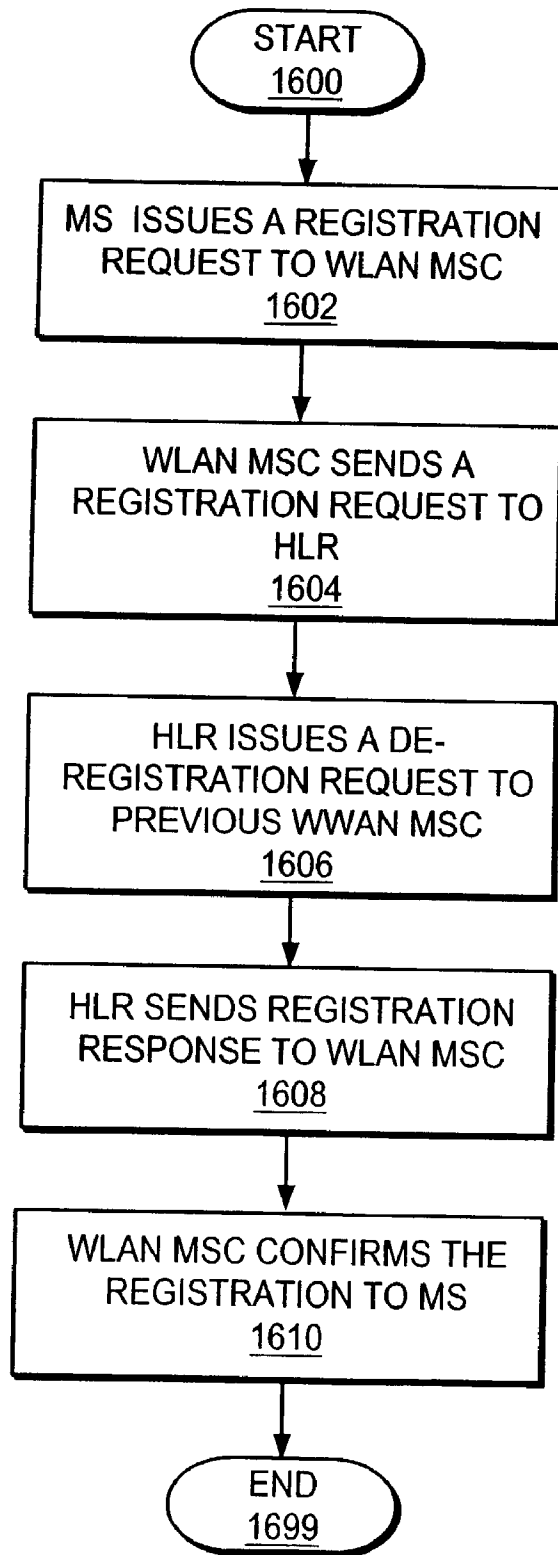 START
1600
MS ISSUES A REGISTRATION
REQUEST TO WLAN MSC
1602
WLAN MSC SENDS A
REGISTRATION REQUEST TO
HLR
1604
HLR ISSUES A DE-
REGISTRATION REQUEST TO
PREVIOUS WWAN MSC
1606
HLR SENDS REGISTRATION
RESPONSE TO WLAN MSC
1608
WLAN MSC CONFIRMS THE
REGISTRATION TO MS
1610
END
1699